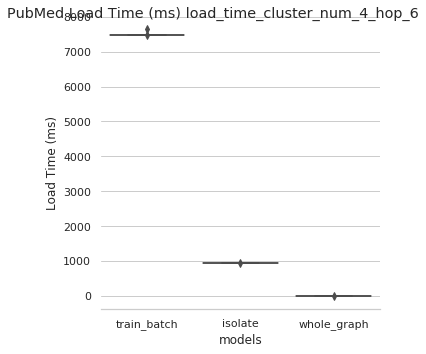 PubMed Load Time (ms) load_time_cluster_num_4_hop_6
8000
7000
6000
5000
4000
3000
2000
1000
0
Load Time (ms)
train_batch isolate whole_graph
models